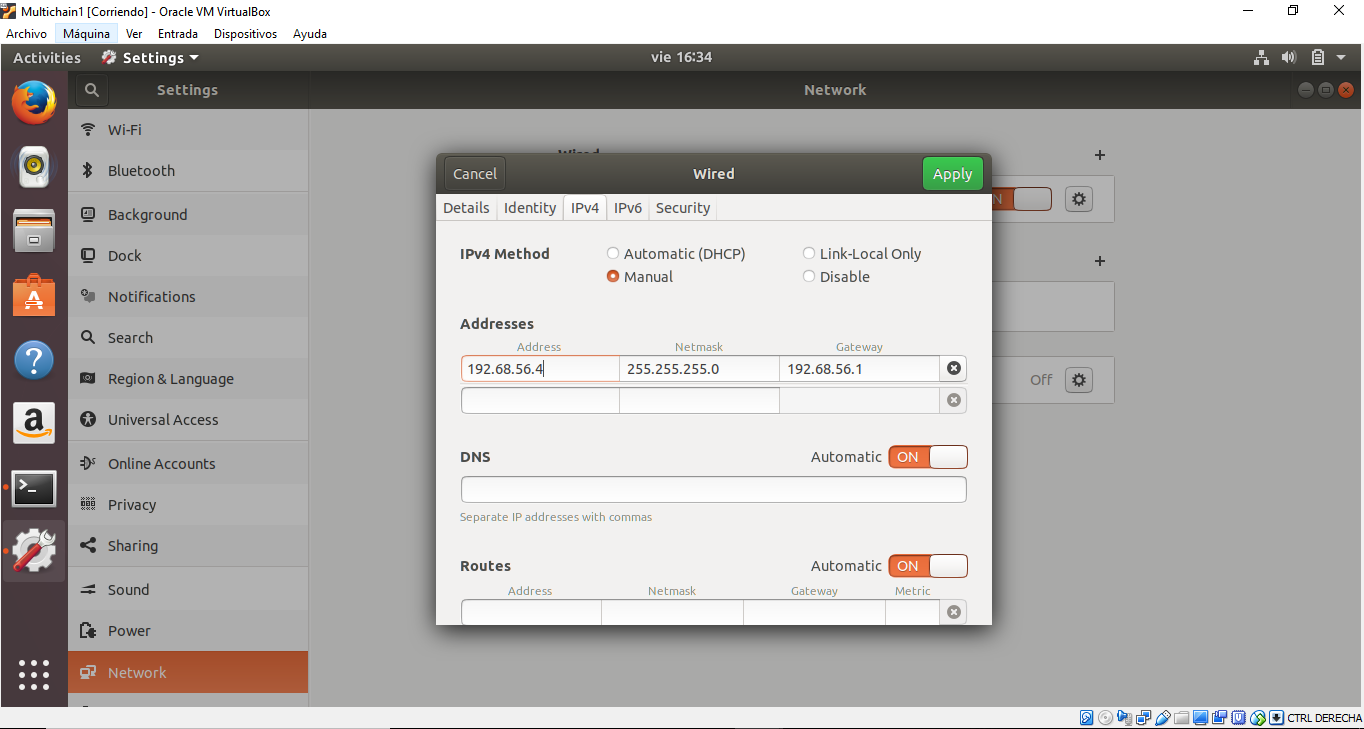 Multichain1 [Corriendo] - Oracle VM VirtualBox
Archivo Máquina Ver Entrada Dispositivos Ayuda
Activities Settings vie 16:34
Settings Network
Wi-Fi
Bluetooth
Background
Dock
Notifications
Search
Region & Language
Universal Access
Online Accounts
Privacy
Sharing
Sound
Power
Network
Wired
Cancel Wired Apply
Details Identity IPv4 IPv6 Security
IPv4 Method Automatic (DHCP) Link-Local Only
Manual Disable
Addresses
Address Netmask Gateway
192.68.56.4 255.255.255.0 192.68.56.1
DNS Automatic ON
Separate IP addresses with commas
Routes Automatic ON
Address Netmask Gateway Metric
Off
CTRL DERECHA